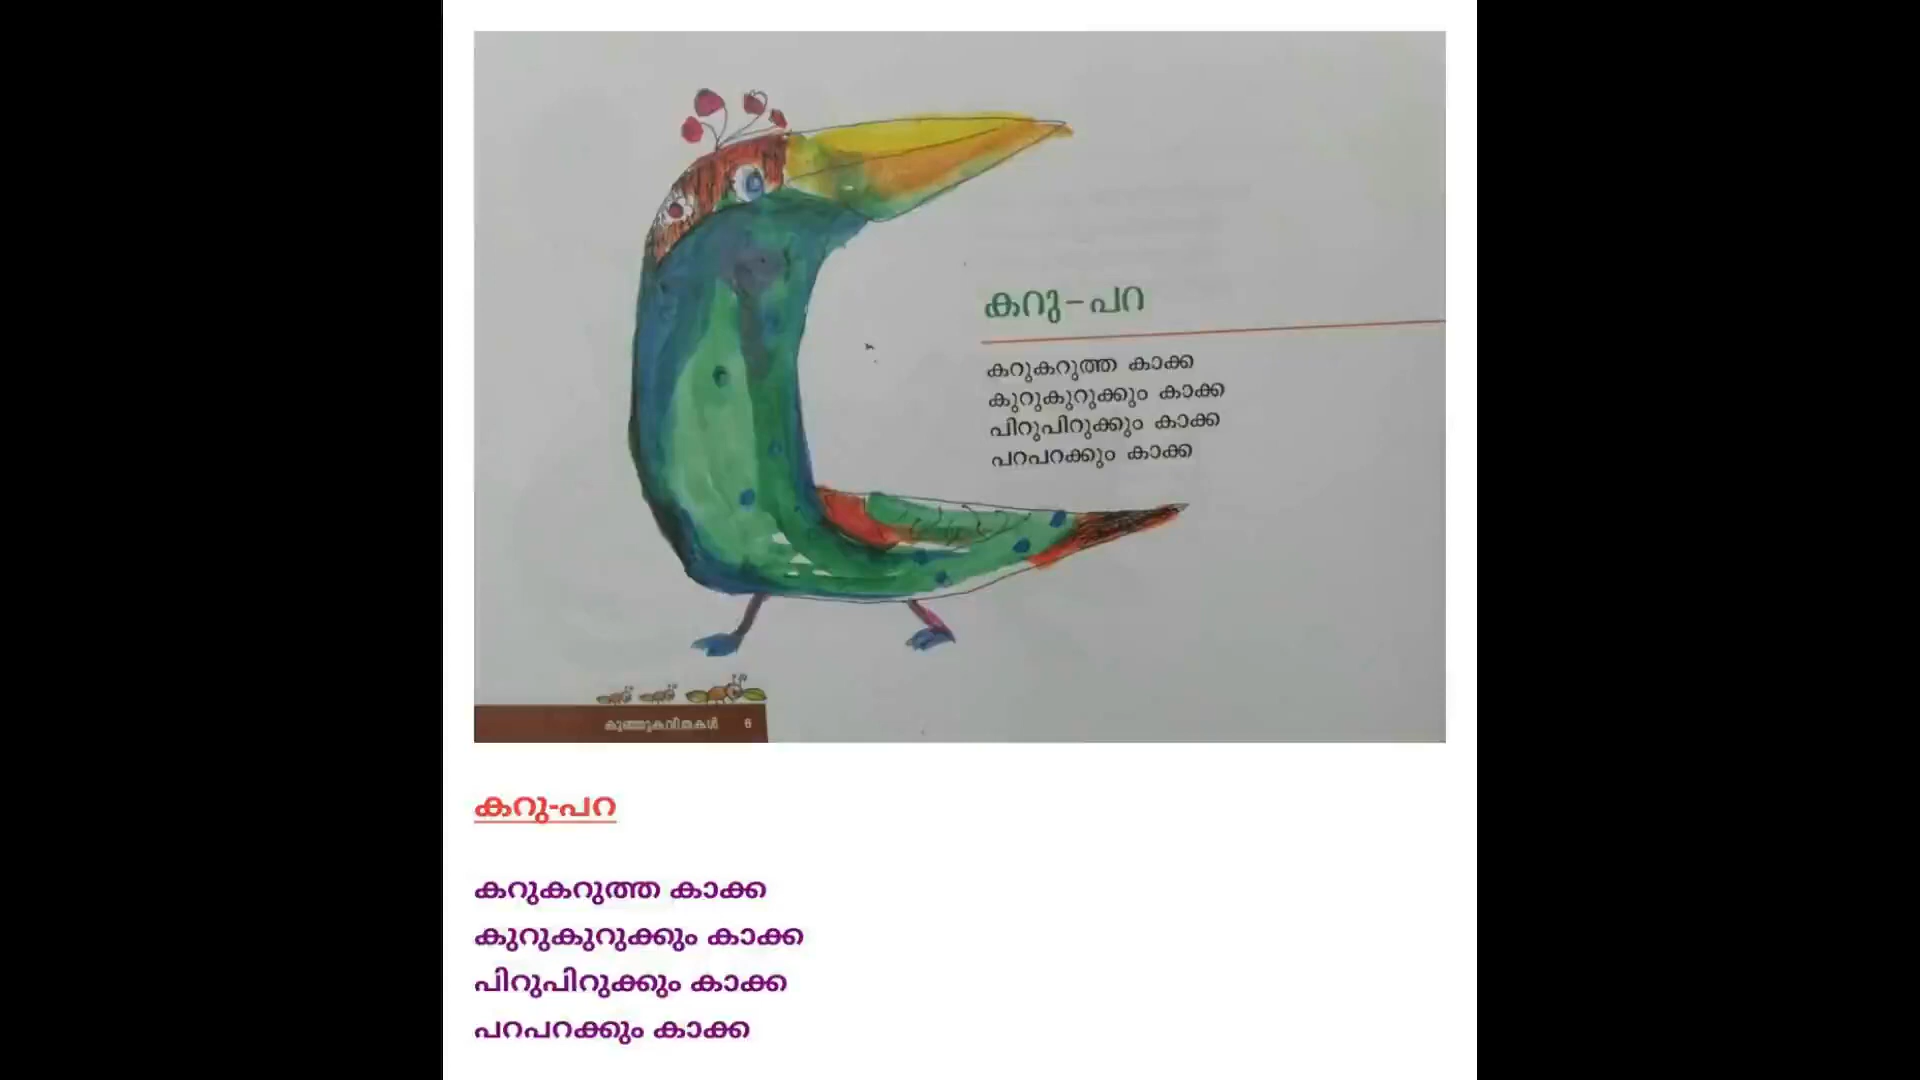 കറു-പറ
കറുകറുത്ത കാക്ക
കുറുകുറുക്കും കാക്ക
പിറുപിറുക്കും കാക്ക
പറപറക്കും കാക്ക
കുഞ്ഞുകവിതകൾ 6
കറു-പറ
കറുകറുത്ത കാക്ക
കുറുകുറുക്കും കാക്ക
പിറുപിറുക്കും കാക്ക
പറപറക്കും കാക്ക